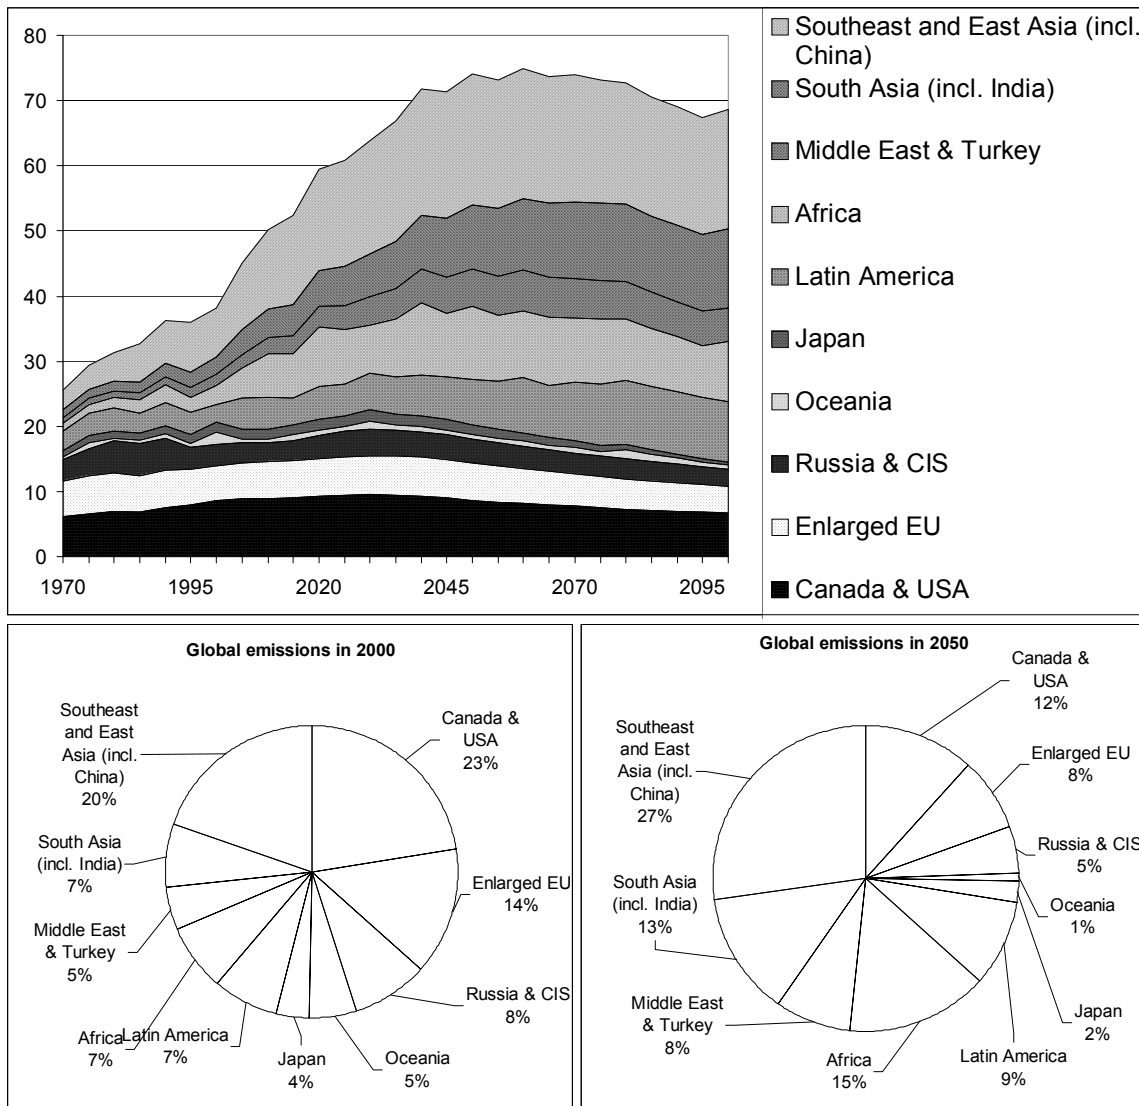 80
70
60
50
40
30
20
10
0
1970
1995
2020
2045
2070
2095
Southeast and East Asia (incl.
China)
South Asia (incl. India)
Middle East & Turkey
Africa
Latin America
Japan
Oceania
Russia & CIS
Enlarged EU
Canada & USA
Global emissions in 2000
Southeast
and East
Asia (incl.
China)
20%
Canada &
USA
23%
South Asia
(incl. India)
7%
Enlarged EU
14%
Middle East
& Turkey
5%
Russia & CIS
8%
Africa
7%
Latin America
7%
Japan
4%
Oceania
5%
Global emissions in 2050
Canada &
USA
12%
Southeast
and East
Asia (incl.
China)
27%
Enlarged EU
8%
Russia & CIS
5%
South Asia
(incl. India)
13%
Oceania
1%
Middle East
& Turkey
8%
Japan
2%
Africa
15%
Latin America
9%